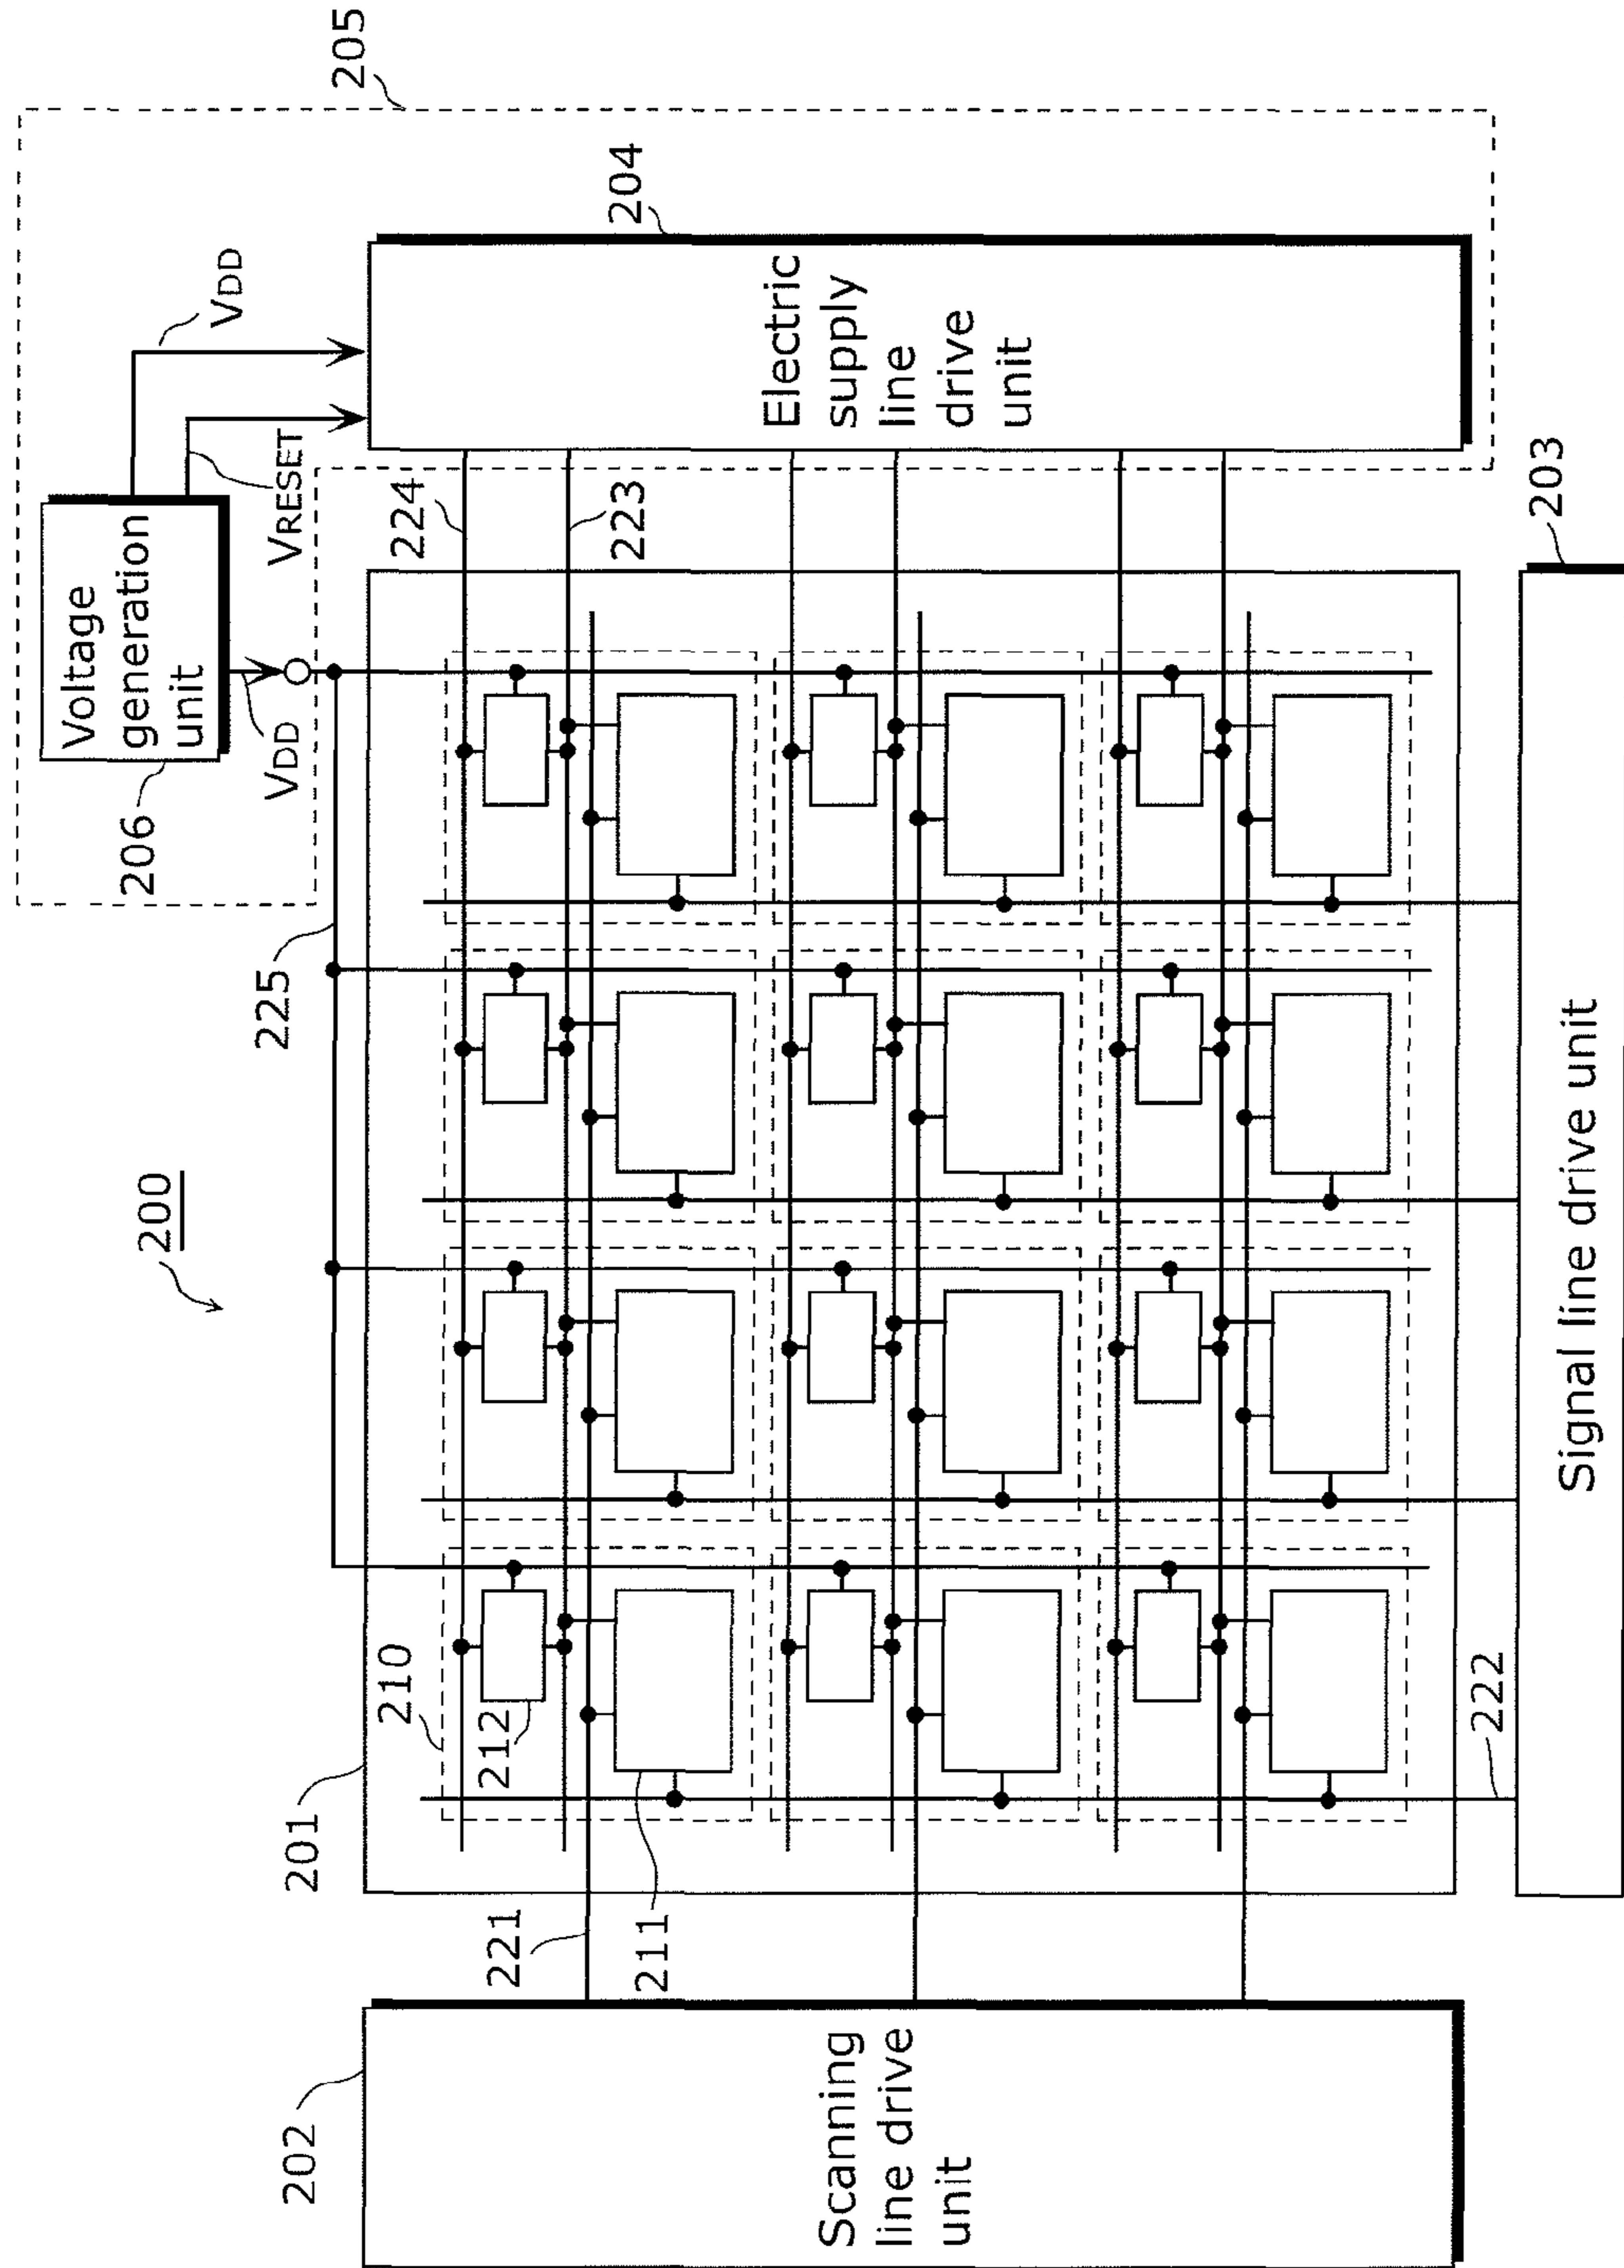 200
205
206
Voltage
generation
unit
VDD
VRESET
VDD
225
204
Electric
supply
line
drive
unit
224
223
201
210
212
211
221
202
Scanning
line drive
unit
222
203
Signal line drive unit